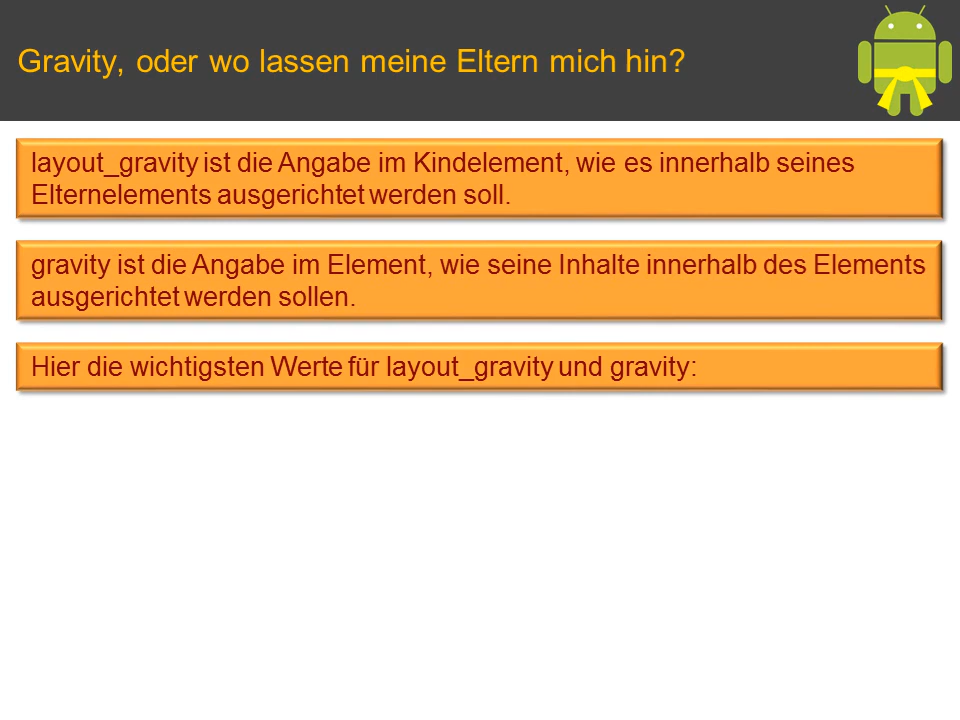 Gravity, oder wo lassen meine Eltern mich hin?
layout_gravity ist die Angabe im Kindelement, wie es innerhalb seines
Elternelements ausgerichtet werden soll.
gravity ist die Angabe im Element, wie seine Inhalte innerhalb des Elements
ausgerichtet werden sollen.
Hier die wichtigsten Werte für layout_gravity und gravity: